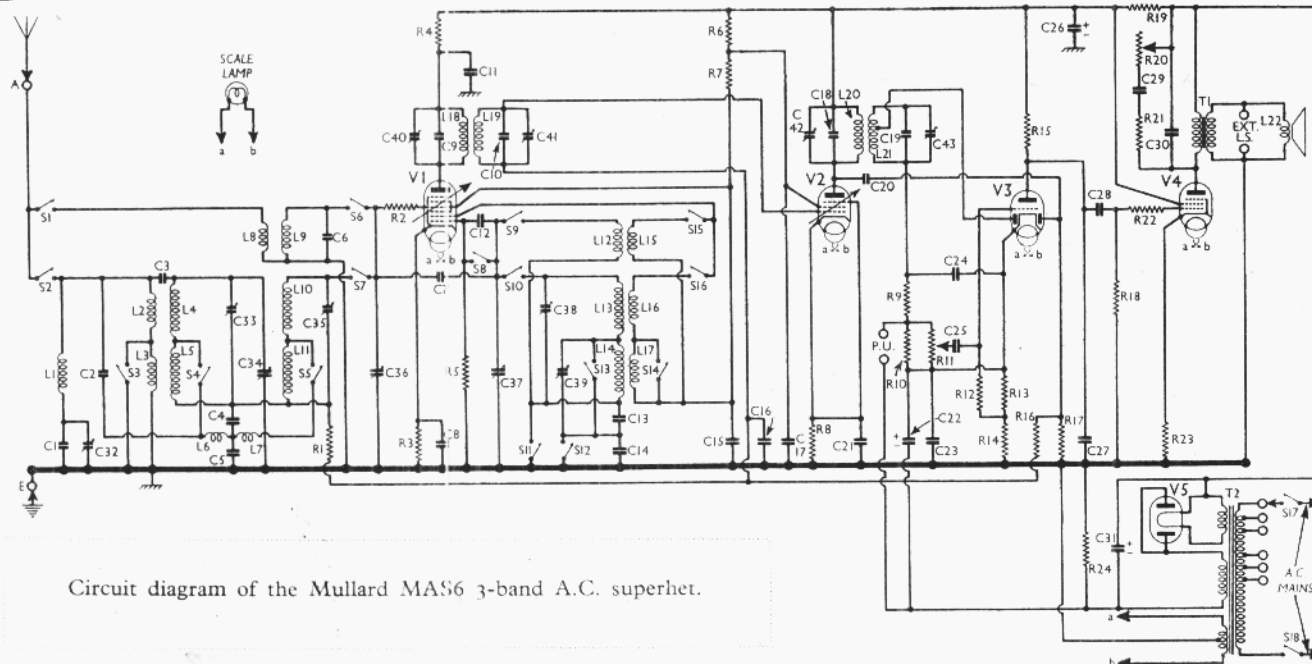 R4
R6
R19
C26
+
-
A
SCALE
LAMP
a b
C11
R7
R20
C29
T1
C40
L18
C9
L19
C10
C41
C
42
C18
L20
C19
L21
C43
R15
R21
C30
EXT.
L.S.
L22
V1
V2
C20
V3
V4
S1
L8
L9
C6
S6
R2
C12
S9
L12
L15
S15
C28
R22
a b
S8
a b
a b
a b
S2
C3
S7
S10
S16
C24
L2
L4
C33
L10
C35
C38
L13
L16
R9
R18
L1
C2
L3
S3
L5
S4
C34
L11
S5
C36
R5
C37
C39
L14
S13
L17
S14
P.U.
R10
R11
C25
R12
R13
C1
C32
C4
L6
L7
C5
R1
R3
C8
S11
S12
C13
C14
C15
C16
C
17
R8
C21
+
C22
C23
R14
R16
R17
C27
R23
E
V5
T2
S17
C31
+
-
R24
A.C.
MAINS
a
S18
b
Circuit diagram of the Mullard MAS6 3-band A.C. superhet.